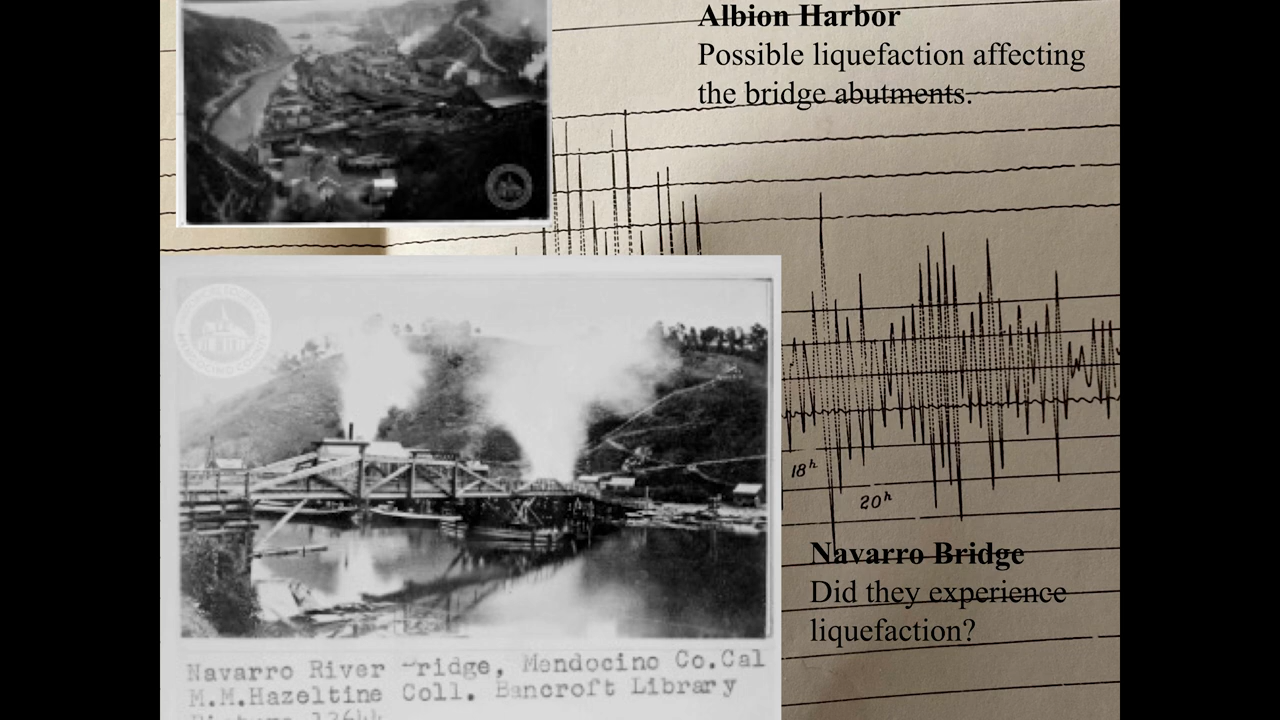 Albion Harbor
Possible liquefaction affecting
the bridge abutments.
18h
20h
Navarro Bridge
Did they experience
liquefaction?
Navarro River ridge, Mendocino Co.Cal
M.M.Hazeltine Coll. Bancroft Library